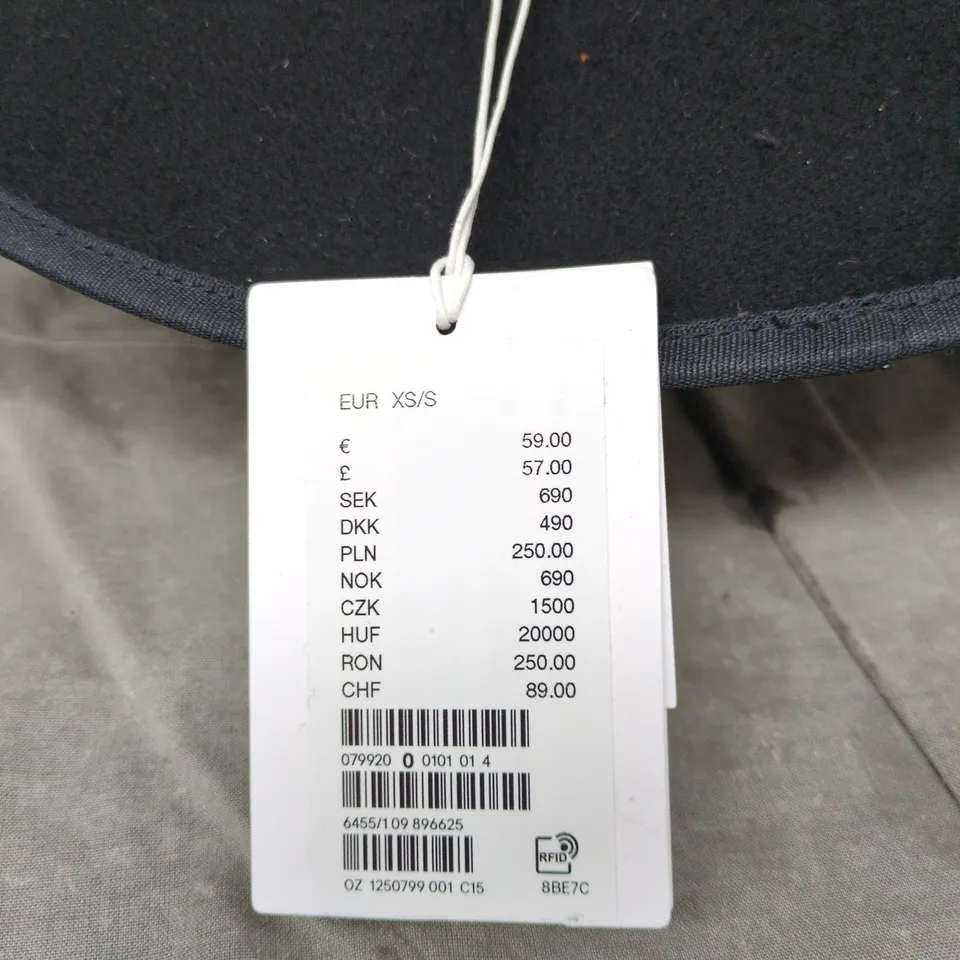 EUR XS/S
€ 59.00
£ 57.00
SEK 690
DKK 490
PLN 250.00
NOK 690
CZK 1500
HUF 20000
RON 250.00
CHF 89.00
079920 0 0101 01 4
6455/109 896625
RFID
OZ 1250799 001 C15 8BE7C